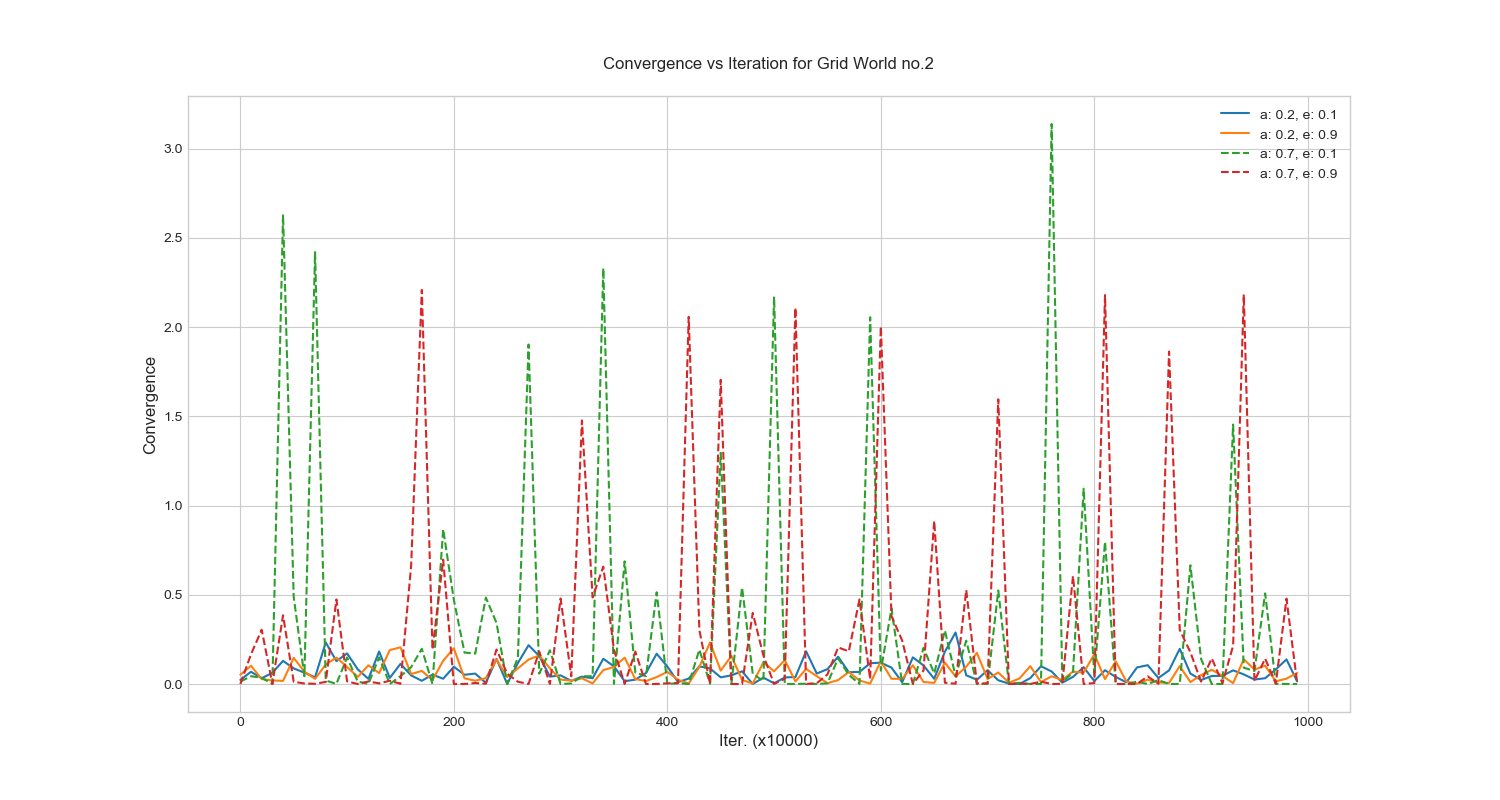 Convergence vs Iteration for Grid World no.2
a: 0.2, e: 0.1
a: 0.2, e: 0.9
a: 0.7, e: 0.1
a: 0.7, e: 0.9
Convergence
3.0
2.5
2.0
1.5
1.0
0.5
0.0
0
200
400
600
800
1000
Iter. (x10000)